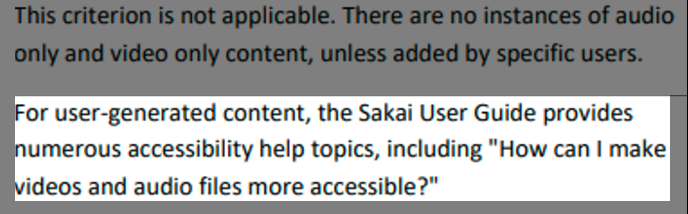 This criterion is not applicable. There are no instances of audio
only and video only content, unless added by specific users.
For user-generated content, the Sakai User Guide provides
numerous accessibility help topics, including "How can I make
videos and audio files more accessible?"